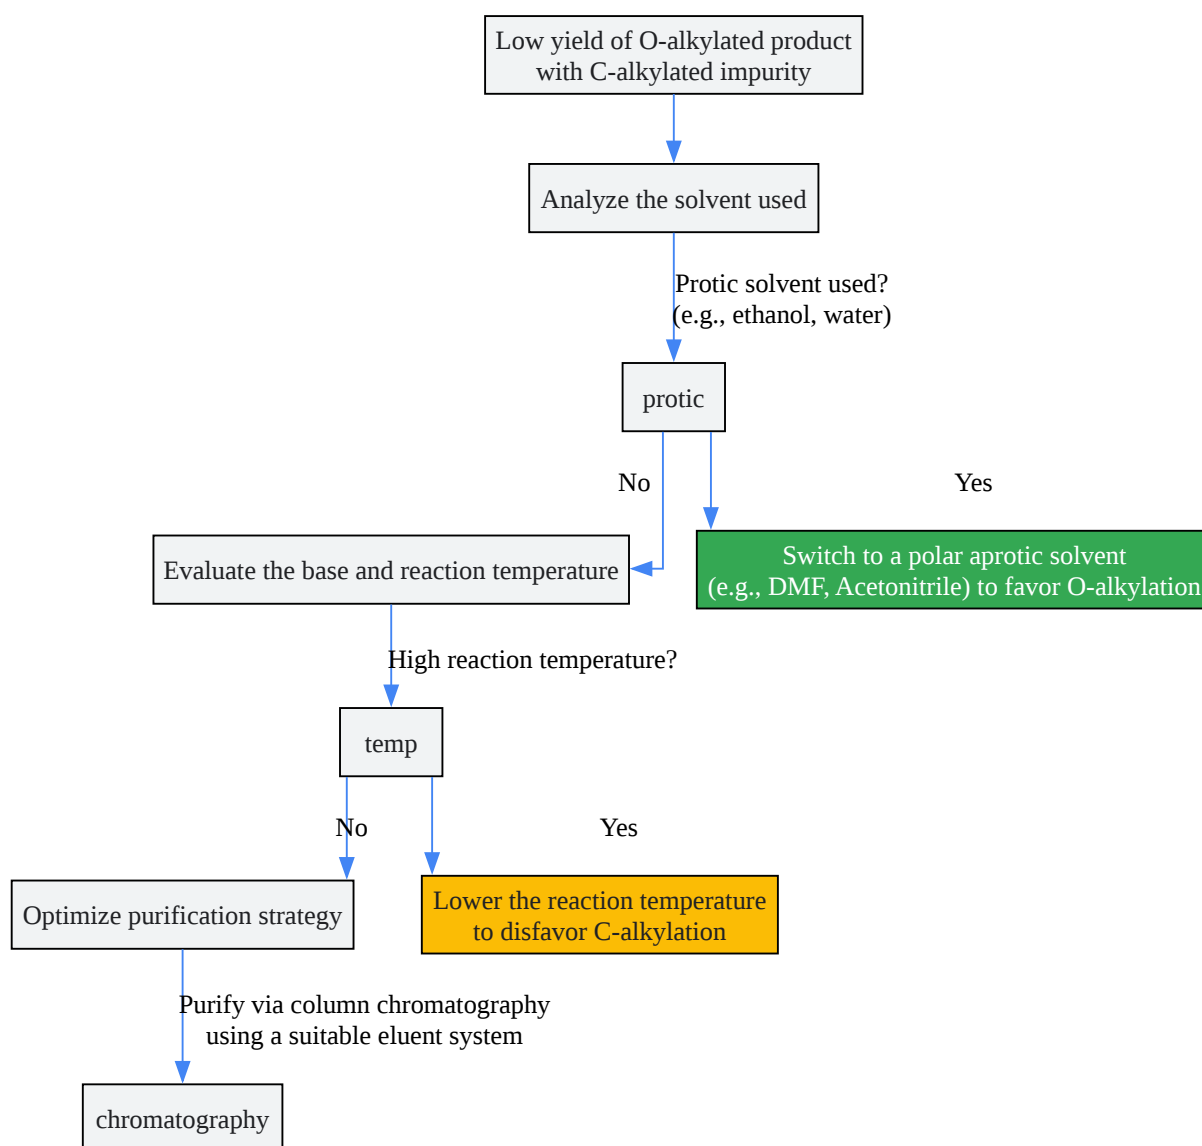 Low yield of O-alkylated product
with C-alkylated impurity
Analyze the solvent used
Protic solvent used?
(e.g., ethanol, water)
protic
No
Yes
Evaluate the base and reaction temperature
Switch to a polar aprotic solvent
(e.g., DMF, Acetonitrile) to favor O-alkylation
High reaction temperature?
temp
No
Yes
Optimize purification strategy
Lower the reaction temperature
to disfavor C-alkylation
Purify via column chromatography
using a suitable eluent system
chromatography